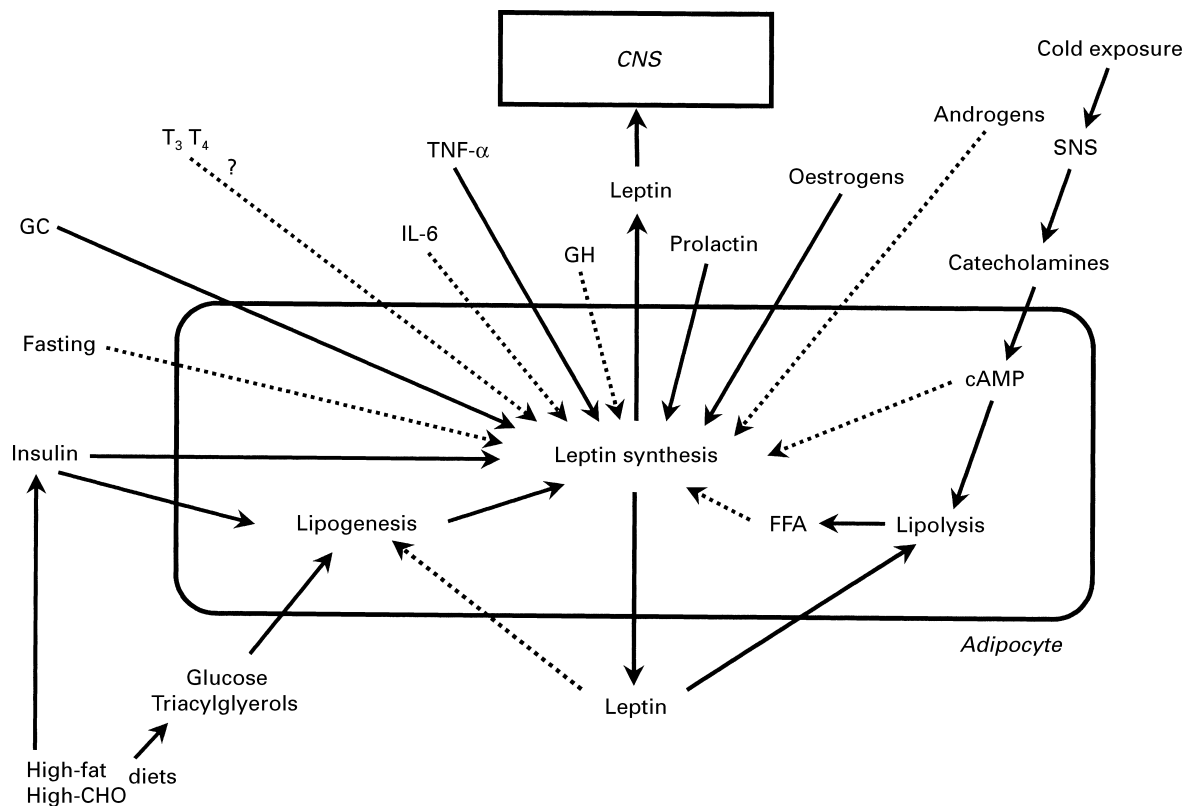 CNS
Cold exposure
Androgens
SNS
T3 T4
?
TNF-α
Leptin
Oestrogens
GC
IL-6
GH
Prolactin
Catecholamines
Fasting
cAMP
Insulin
Leptin synthesis
Lipogenesis
FFA
Lipolysis
Adipocyte
Glucose
Triacylglyerols
Leptin
High-fat
High-CHO
diets